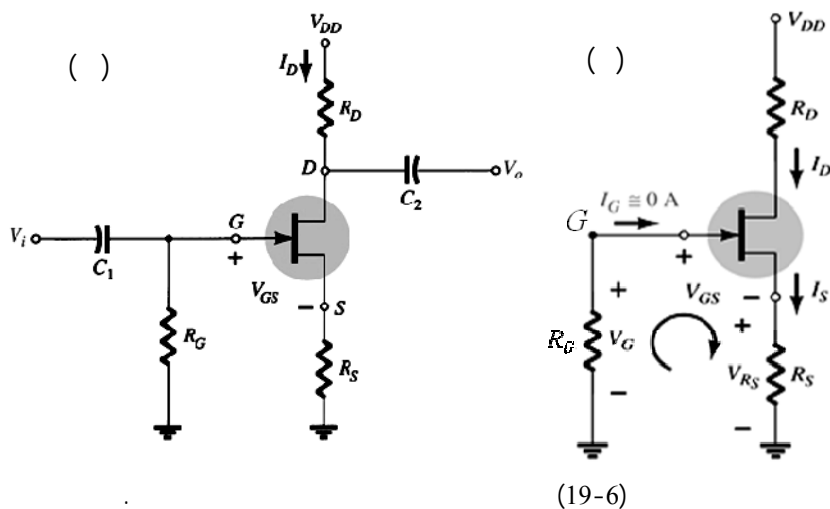 ( )
V_DD
I_D
R_D
D
C_2
V_o
V_i
C_1
G
+
V_GS
−
S
R_G
R_S
.
( )
V_DD
R_D
I_D
I_G ≅ 0 A
G
+
V_GS
−
I_S
+
R_G
V_G
−
+
V_RS
R_S
−
(19-6)